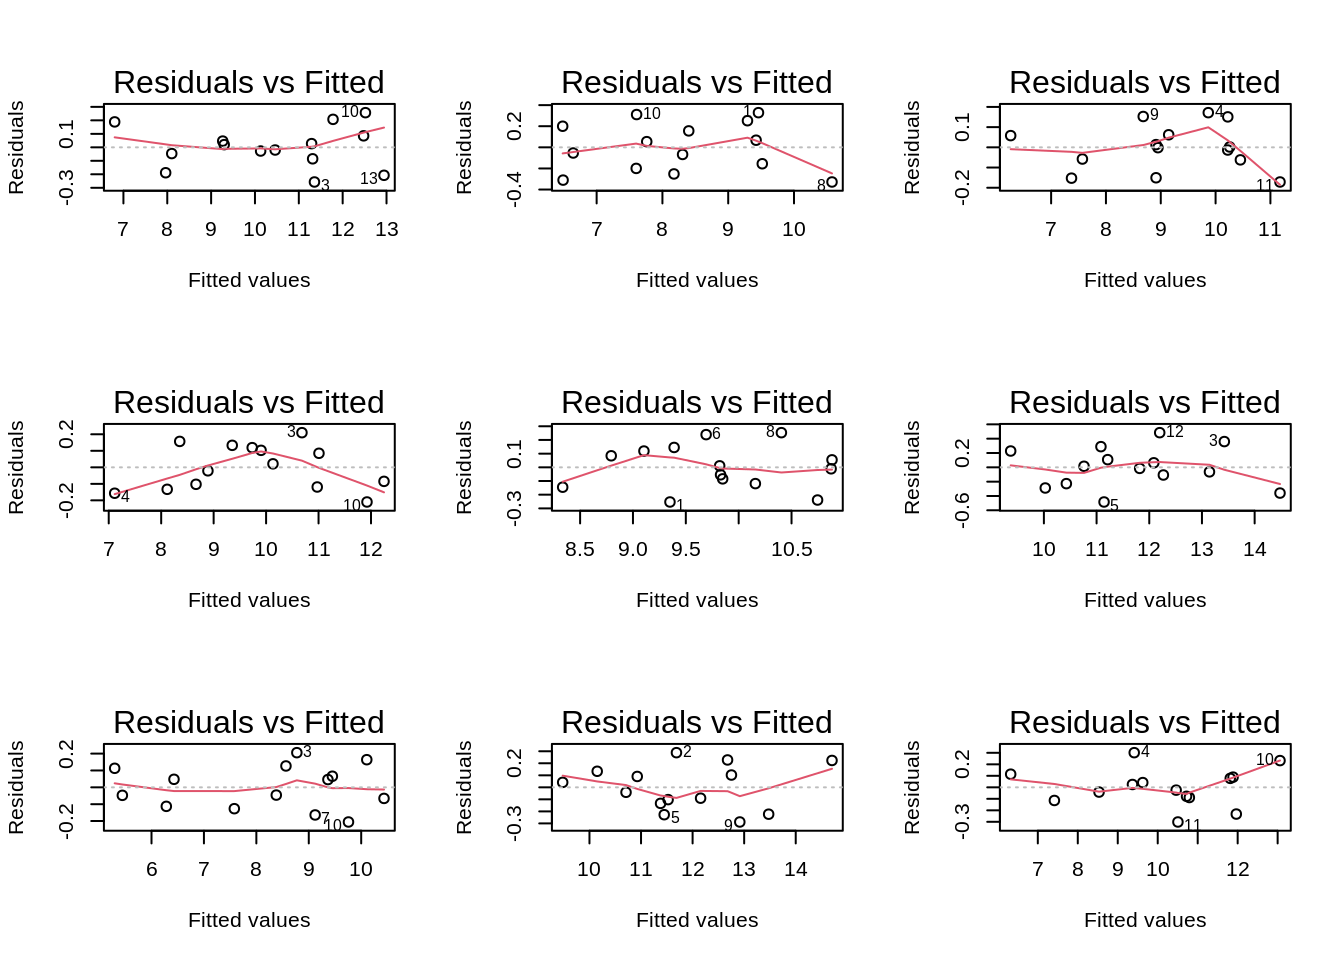 Residuals vs Fitted
Residuals
0.1
-0.3
10
13
3
7 8 9 10 11 12 13
Fitted values
Residuals vs Fitted
Residuals
0.2
-0.4
10
1
8
7 8 9 10
Fitted values
Residuals vs Fitted
Residuals
0.1
-0.2
9
4
11
7 8 9 10 11
Fitted values
Residuals vs Fitted
Residuals
0.2
-0.2
3
4
10
7 8 9 10 11 12
Fitted values
Residuals vs Fitted
Residuals
0.1
-0.3
6
8
1
8.5 9.0 9.5 10.5
Fitted values
Residuals vs Fitted
Residuals
0.2
-0.6
12
3
5
10 11 12 13 14
Fitted values
Residuals vs Fitted
Residuals
0.2
-0.2
3
7
10
6 7 8 9 10
Fitted values
Residuals vs Fitted
Residuals
0.2
-0.3
2
5
9
10 11 12 13 14
Fitted values
Residuals vs Fitted
Residuals
0.2
-0.3
4
10
11
7 8 9 10 12
Fitted values